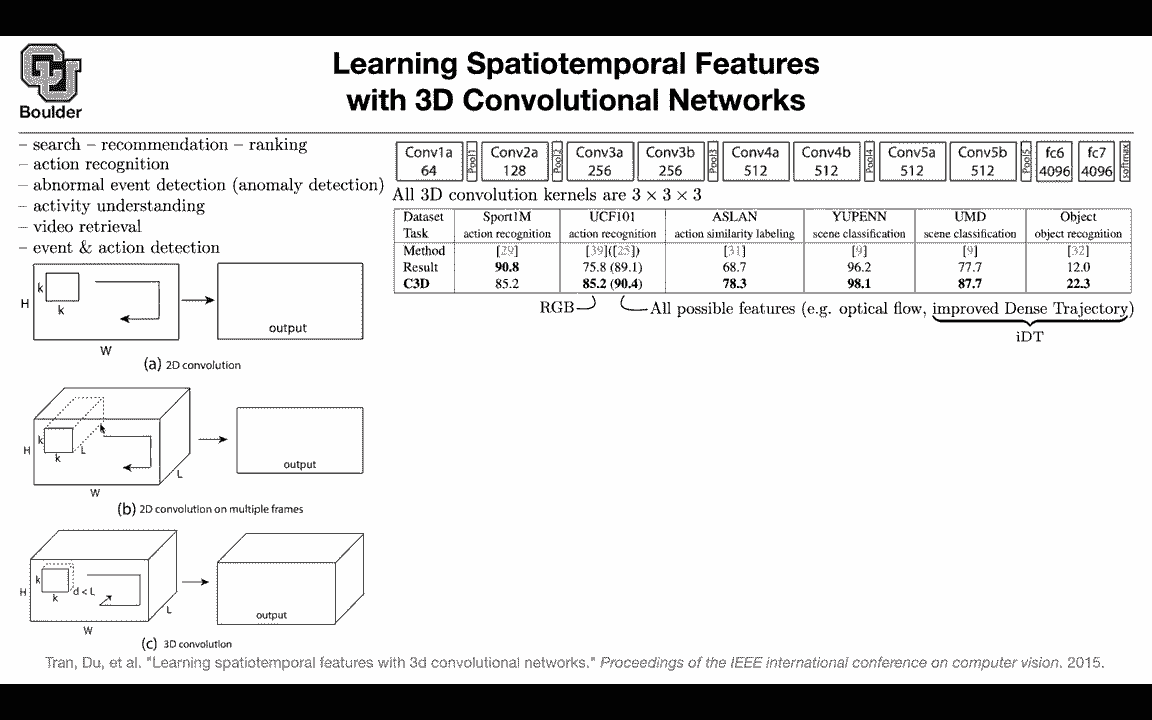 Learning Spatiotemporal Features
with 3D Convolutional Networks
CU
Boulder
– search – recommendation – ranking
– action recognition
– abnormal event detection (anomaly detection)
– activity understanding
– video retrieval
– event & action detection
k
k
H
W
output
(a) 2D convolution
k
k
L
H
L
W
output
(b) 2D convolution on multiple frames
k
k
d < L
H
L
W
output
(c) 3D convolution
Conv1a 64 Pool1 Conv2a 128 Pool2 Conv3a 256 Conv3b 256 Pool3 Conv4a 512 Conv4b 512 Pool4 Conv5a 512 Conv5b 512 Pool5 fc6 4096 fc7 4096 softmax
All 3D convolution kernels are 3 × 3 × 3
Dataset Sport1M UCF101 ASLAN YUPENN UMD Object
Task action recognition action recognition action similarity labeling scene classification scene classification object recognition
Method [29] [39]([25]) [31] [9] [9] [32]
Result 90.8 75.8 (89.1) 68.7 96.2 77.7 12.0
C3D 85.2 85.2 (90.4) 78.3 98.1 87.7 22.3
RGB All possible features (e.g. optical flow, improved Dense Trajectory)
iDT
Tran, Du, et al. "Learning spatiotemporal features with 3d convolutional networks." Proceedings of the IEEE international conference on computer vision. 2015.